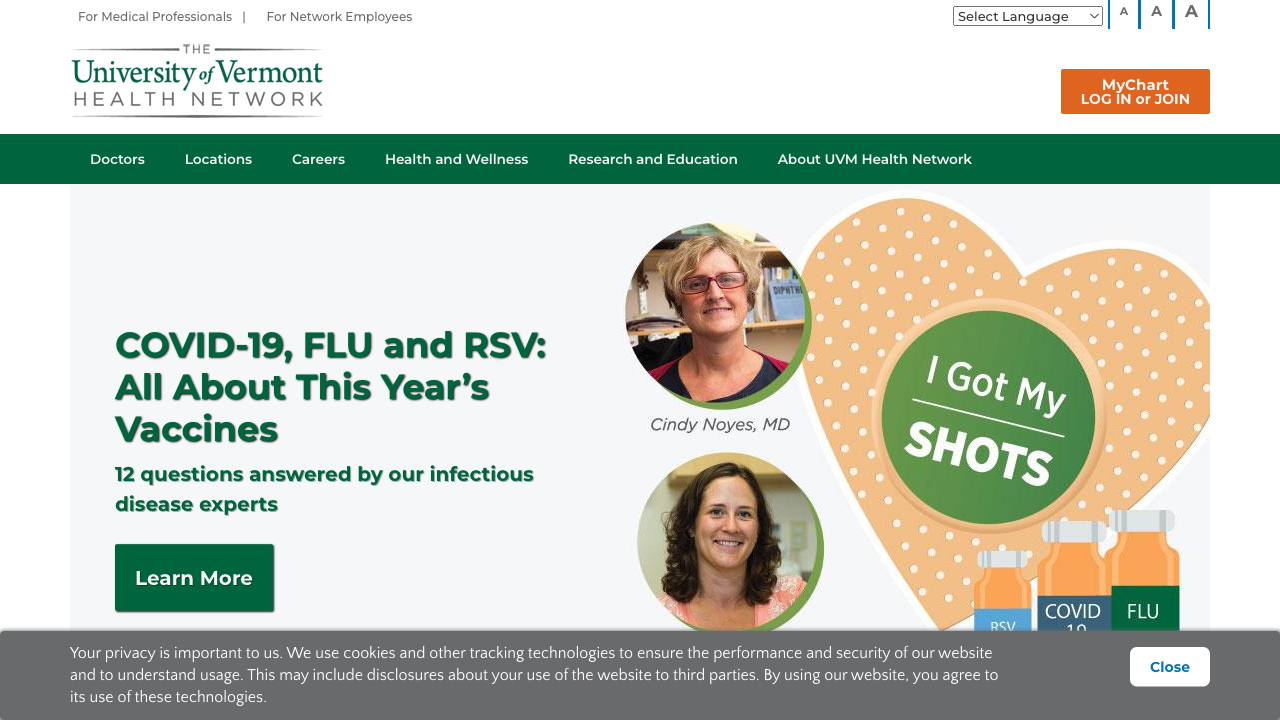 For Medical Professionals |
For Network Employees
Select Language
A A A
THE
University of Vermont
HEALTH NETWORK
MyChart
LOG IN or JOIN
Doctors
Locations
Careers
Health and Wellness
Research and Education
About UVM Health Network
COVID-19, FLU and RSV:
All About This Year's
Vaccines
12 questions answered by our infectious
disease experts
Learn More
DIPHTHE
Cindy Noyes, MD
I Got My
SHOTS
RSV
COVID
19
FLU
Your privacy is important to us. We use cookies and other tracking technologies to ensure the performance and security of our website
and to understand usage. This may include disclosures about your use of the website to third parties. By using our website, you agree to
its use of these technologies.
Close